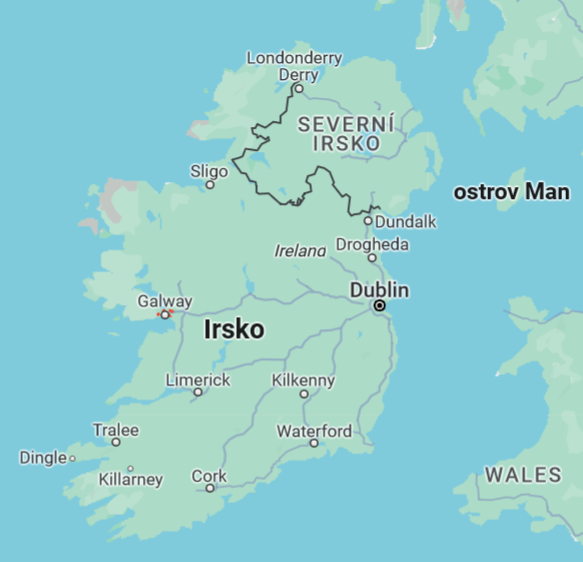 Londonderry
Derry
SEVERNÍ
IRSKO
Sligo
ostrov Man
Dundalk
Drogheda
Ireland
Dublin
Galway
Irsko
Limerick
Kilkenny
Tralee
Waterford
Dingle
Killarney
Cork
WALES